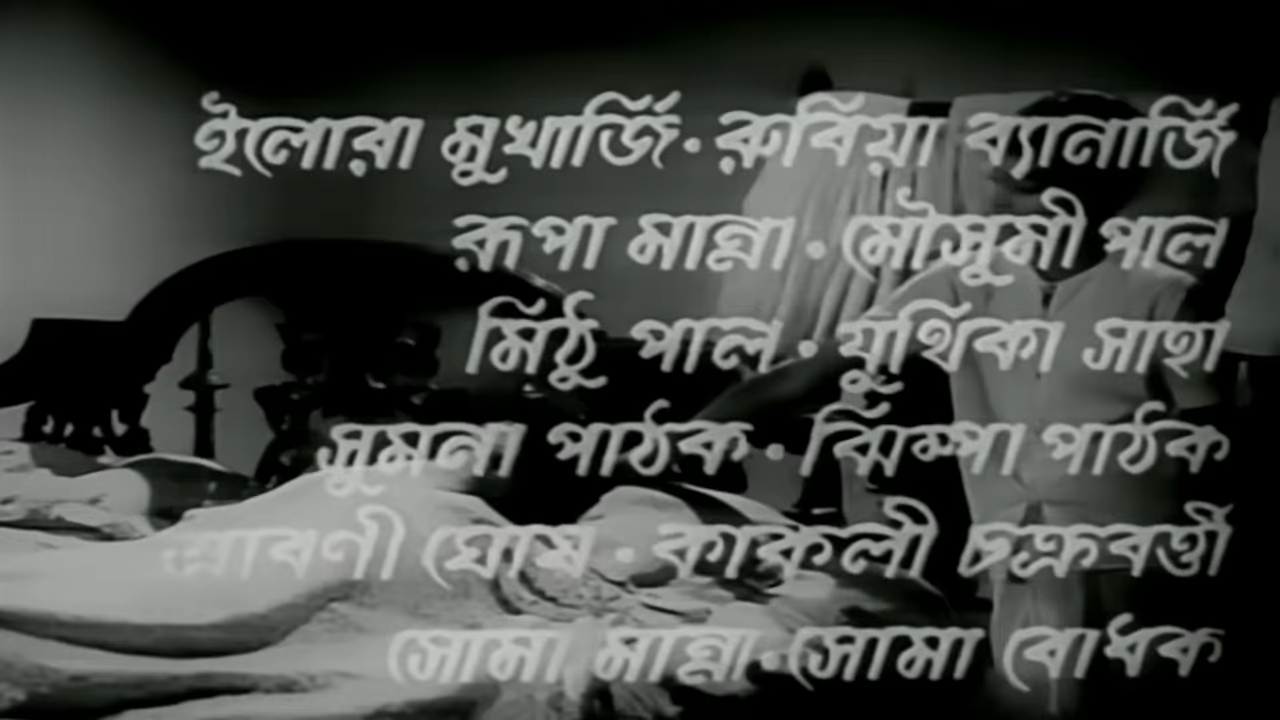 ইলোরা মুখার্জি · রুবিয়া ব্যানার্জি
রূপা মান্না · মৌসুমী পাল
মিঠু পাল · যুথিকা সাহা
সুমনা পাঠক · ঝিম্পা পাঠক
শ্রাবণী ঘোষ · কাকলী চক্রবর্ত্তী
সোমা মান্না · সোমা বোধক